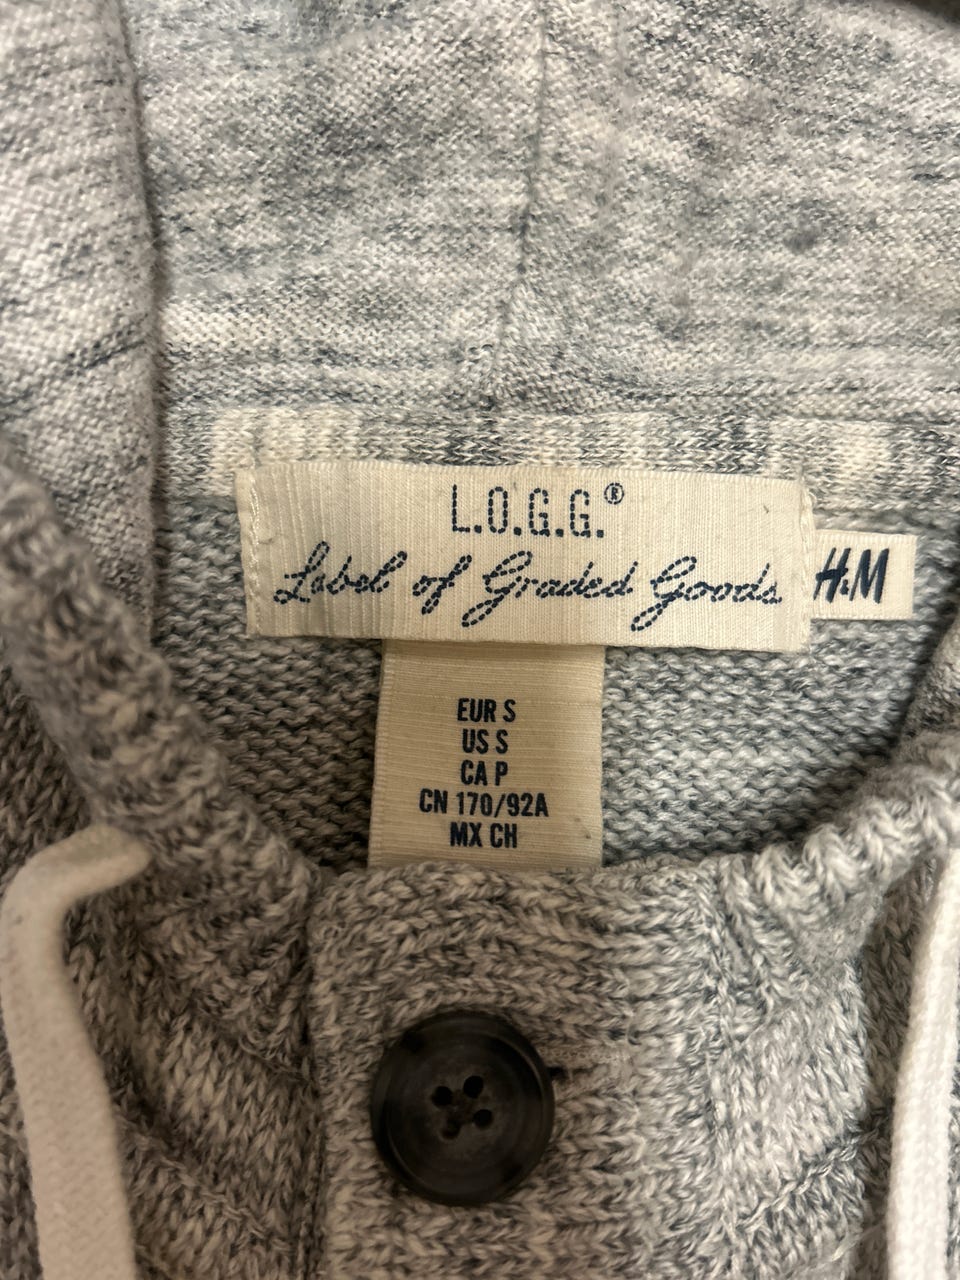 L.O.G.G.®
Label of Graded Goods
H&M
EUR S
US S
CA P
CN 170/92A
MX CH